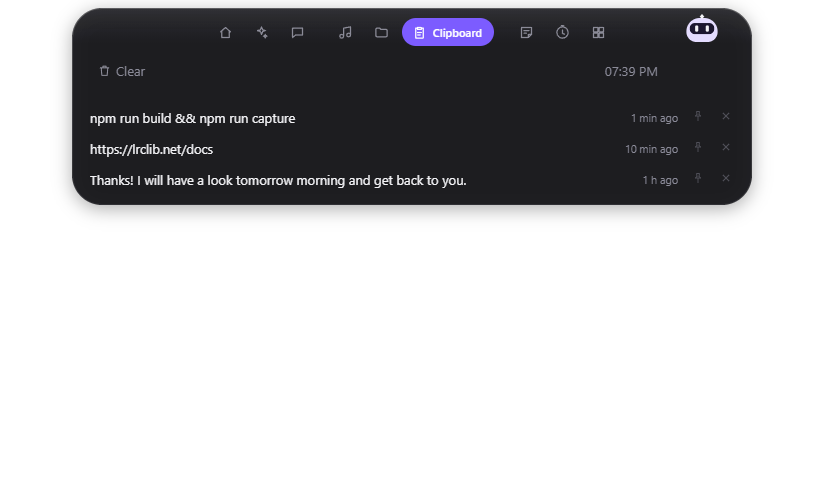 Clipboard
Clear 07:39 PM
npm run build && npm run capture 1 min ago
https://lrclib.net/docs 10 min ago
Thanks! I will have a look tomorrow morning and get back to you. 1 h ago